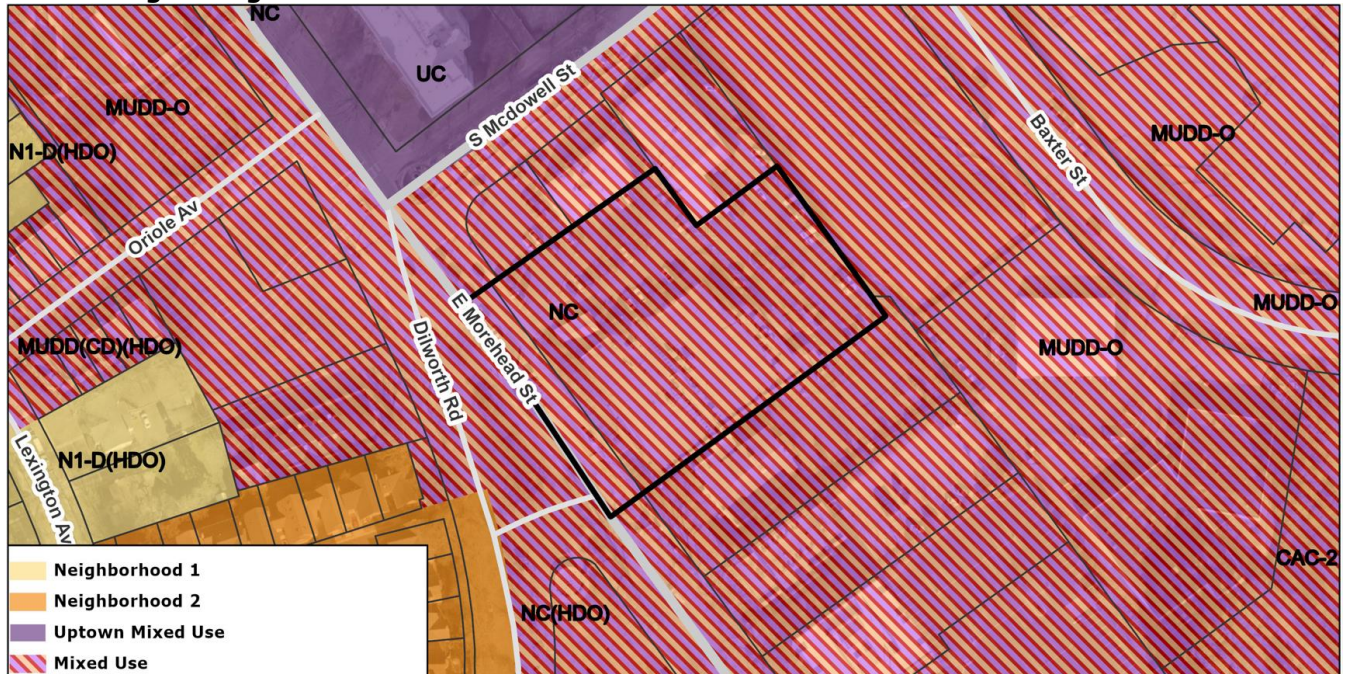 NC
UC
S Mcdowell St
MUDD-O
N1-D(HDO)
Oriole Av
Baxter St
MUDD-O
MUDD-O
E Morehead St
NC
Dilworth Rd
MUDD-O
MUDD(CD)(HDO)
N1-D(HDO)
Lexington Av
CAC-2
NC(HDO)
Neighborhood 1
Neighborhood 2
Uptown Mixed Use
Mixed Use